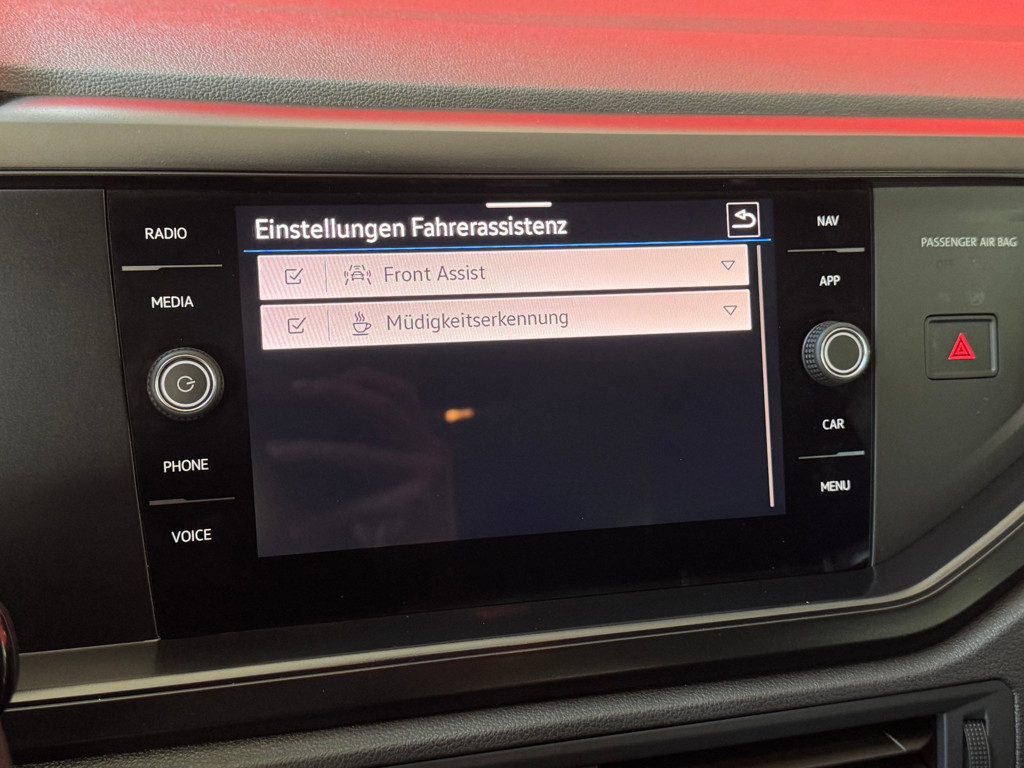 RADIO
MEDIA
PHONE
VOICE
Einstellungen Fahrerassistenz
Front Assist
Müdigkeitserkennung
NAV
APP
CAR
MENU
PASSENGER AIR BAG